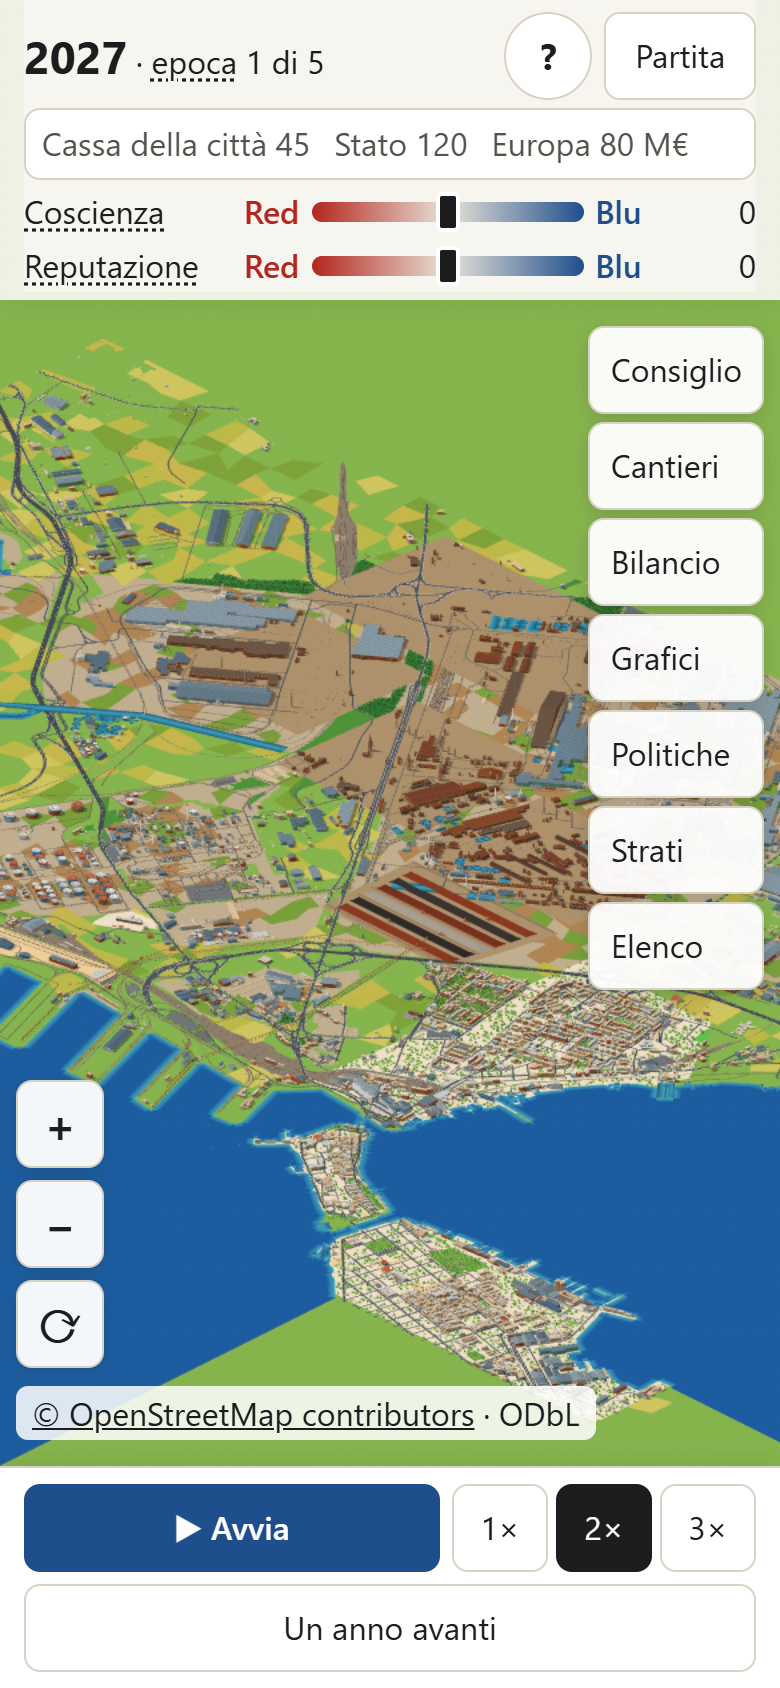 2027 · epoca 1 di 5
?
Partita
Cassa della città 45 Stato 120 Europa 80 M€
Coscienza Red Blu 0
Reputazione Red Blu 0
Consiglio
Cantieri
Bilancio
Grafici
Politiche
Strati
Elenco
+
−
© OpenStreetMap contributors · ODbL
▶ Avvia 1× 2× 3×
Un anno avanti